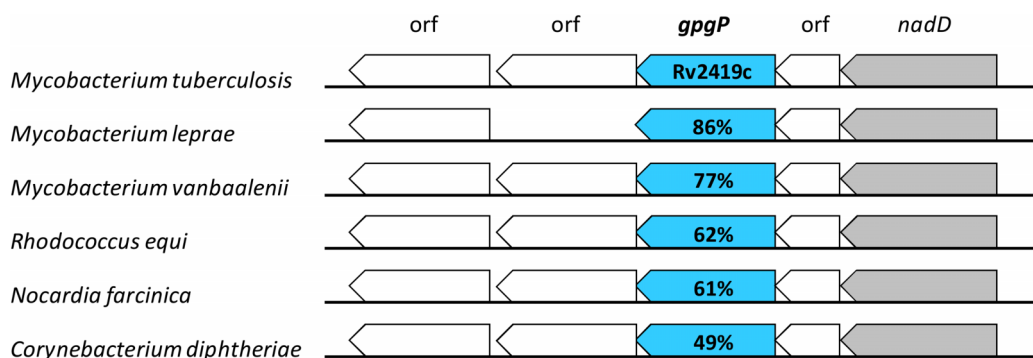 orf orf gpgP orf nadD
Mycobacterium tuberculosis Rv2419c
Mycobacterium leprae 86%
Mycobacterium vanbaalenii 77%
Rhodococcus equi 62%
Nocardia farcinica 61%
Corynebacterium diphtheriae 49%